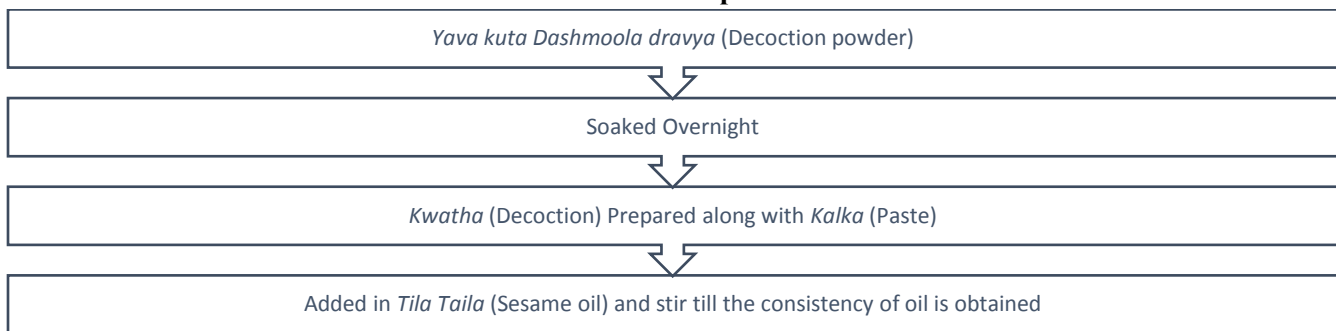 Yava kuta Dashmoola dravya (Decoction powder)
Soaked Overnight
Kwatha (Decoction) Prepared along with Kalka (Paste)
Added in Tila Taila (Sesame oil) and stir till the consistency of oil is obtained